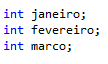 int janeiro;
int fevereiro;
int marco;